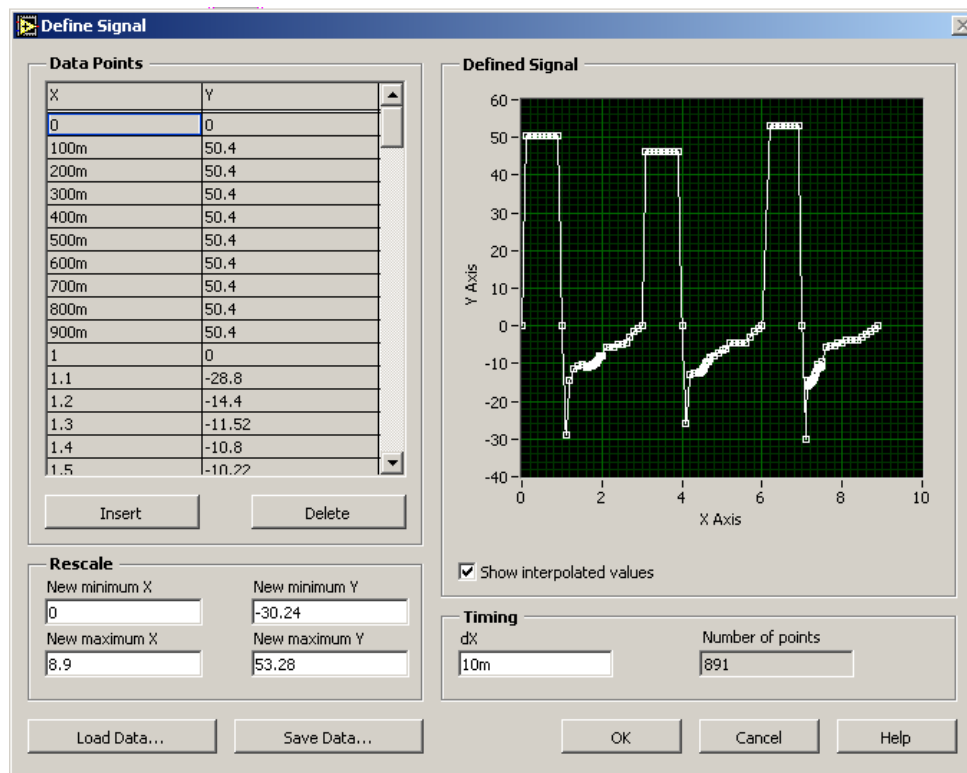 Define Signal
Data Points
X Y
0 0
100m 50.4
200m 50.4
300m 50.4
400m 50.4
500m 50.4
600m 50.4
700m 50.4
800m 50.4
900m 50.4
1 0
1.1 -28.8
1.2 -14.4
1.3 -11.52
1.4 -10.8
1.5 -10.22
Insert Delete
Rescale
New minimum X New minimum Y
0 -30.24
New maximum X New maximum Y
8.9 53.28
Load Data... Save Data...
Defined Signal
60
50
40
30
20
10
0
-10
-20
-30
-40
Y Axis
0 2 4 6 8 10
X Axis
Show interpolated values
Timing
dX Number of points
10m 891
OK Cancel Help